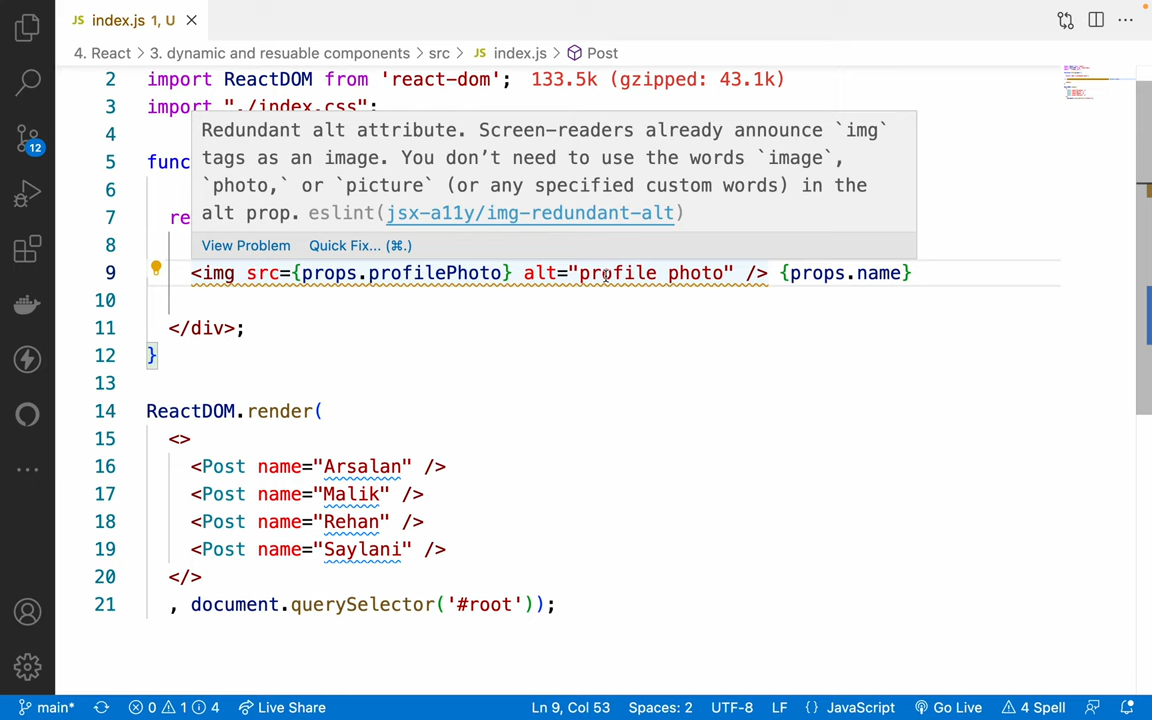 JS index.js 1, U
4. React > 3. dynamic and resuable components > src > JS index.js > Post
2 import ReactDOM from 'react-dom'; 133.5k (gzipped: 43.1k)
3 import "./index.css";
4
5 func
6
7 re
8
Redundant alt attribute. Screen-readers already announce `img`
tags as an image. You don’t need to use the words `image`,
`photo,` or `picture` (or any specified custom words) in the
alt prop. eslint(jsx-a11y/img-redundant-alt)
View Problem Quick Fix... (⌘.)
9 <img src={props.profilePhoto} alt="profile photo" /> {props.name}
10
11 </div>;
12 }
13
14 ReactDOM.render(
15 <>
16 <Post name="Arsalan" />
17 <Post name="Malik" />
18 <Post name="Rehan" />
19 <Post name="Saylani" />
20 </>
21 , document.querySelector('#root'));
12
main* 0 1 4 Live Share Ln 9, Col 53 Spaces: 2 UTF-8 LF {} JavaScript Go Live 4 Spell